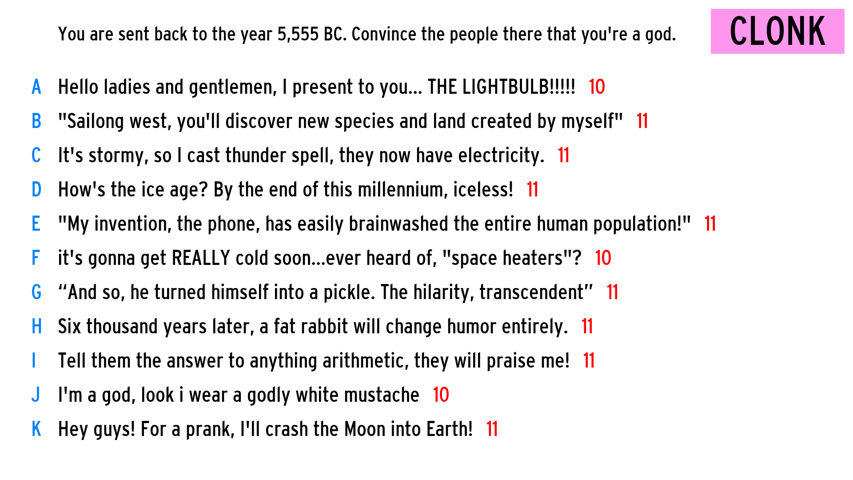 You are sent back to the year 5,555 BC. Convince the people there that you're a god.
CLONK
A Hello ladies and gentlemen, I present to you... THE LIGHTBULB!!!!! 10
B "Sailong west, you'll discover new species and land created by myself" 11
C It's stormy, so I cast thunder spell, they now have electricity. 11
D How's the ice age? By the end of this millennium, iceless! 11
E "My invention, the phone, has easily brainwashed the entire human population!" 11
F it's gonna get REALLY cold soon...ever heard of, "space heaters"? 10
G “And so, he turned himself into a pickle. The hilarity, transcendent” 11
H Six thousand years later, a fat rabbit will change humor entirely. 11
I Tell them the answer to anything arithmetic, they will praise me! 11
J I'm a god, look i wear a godly white mustache 10
K Hey guys! For a prank, I'll crash the Moon into Earth! 11